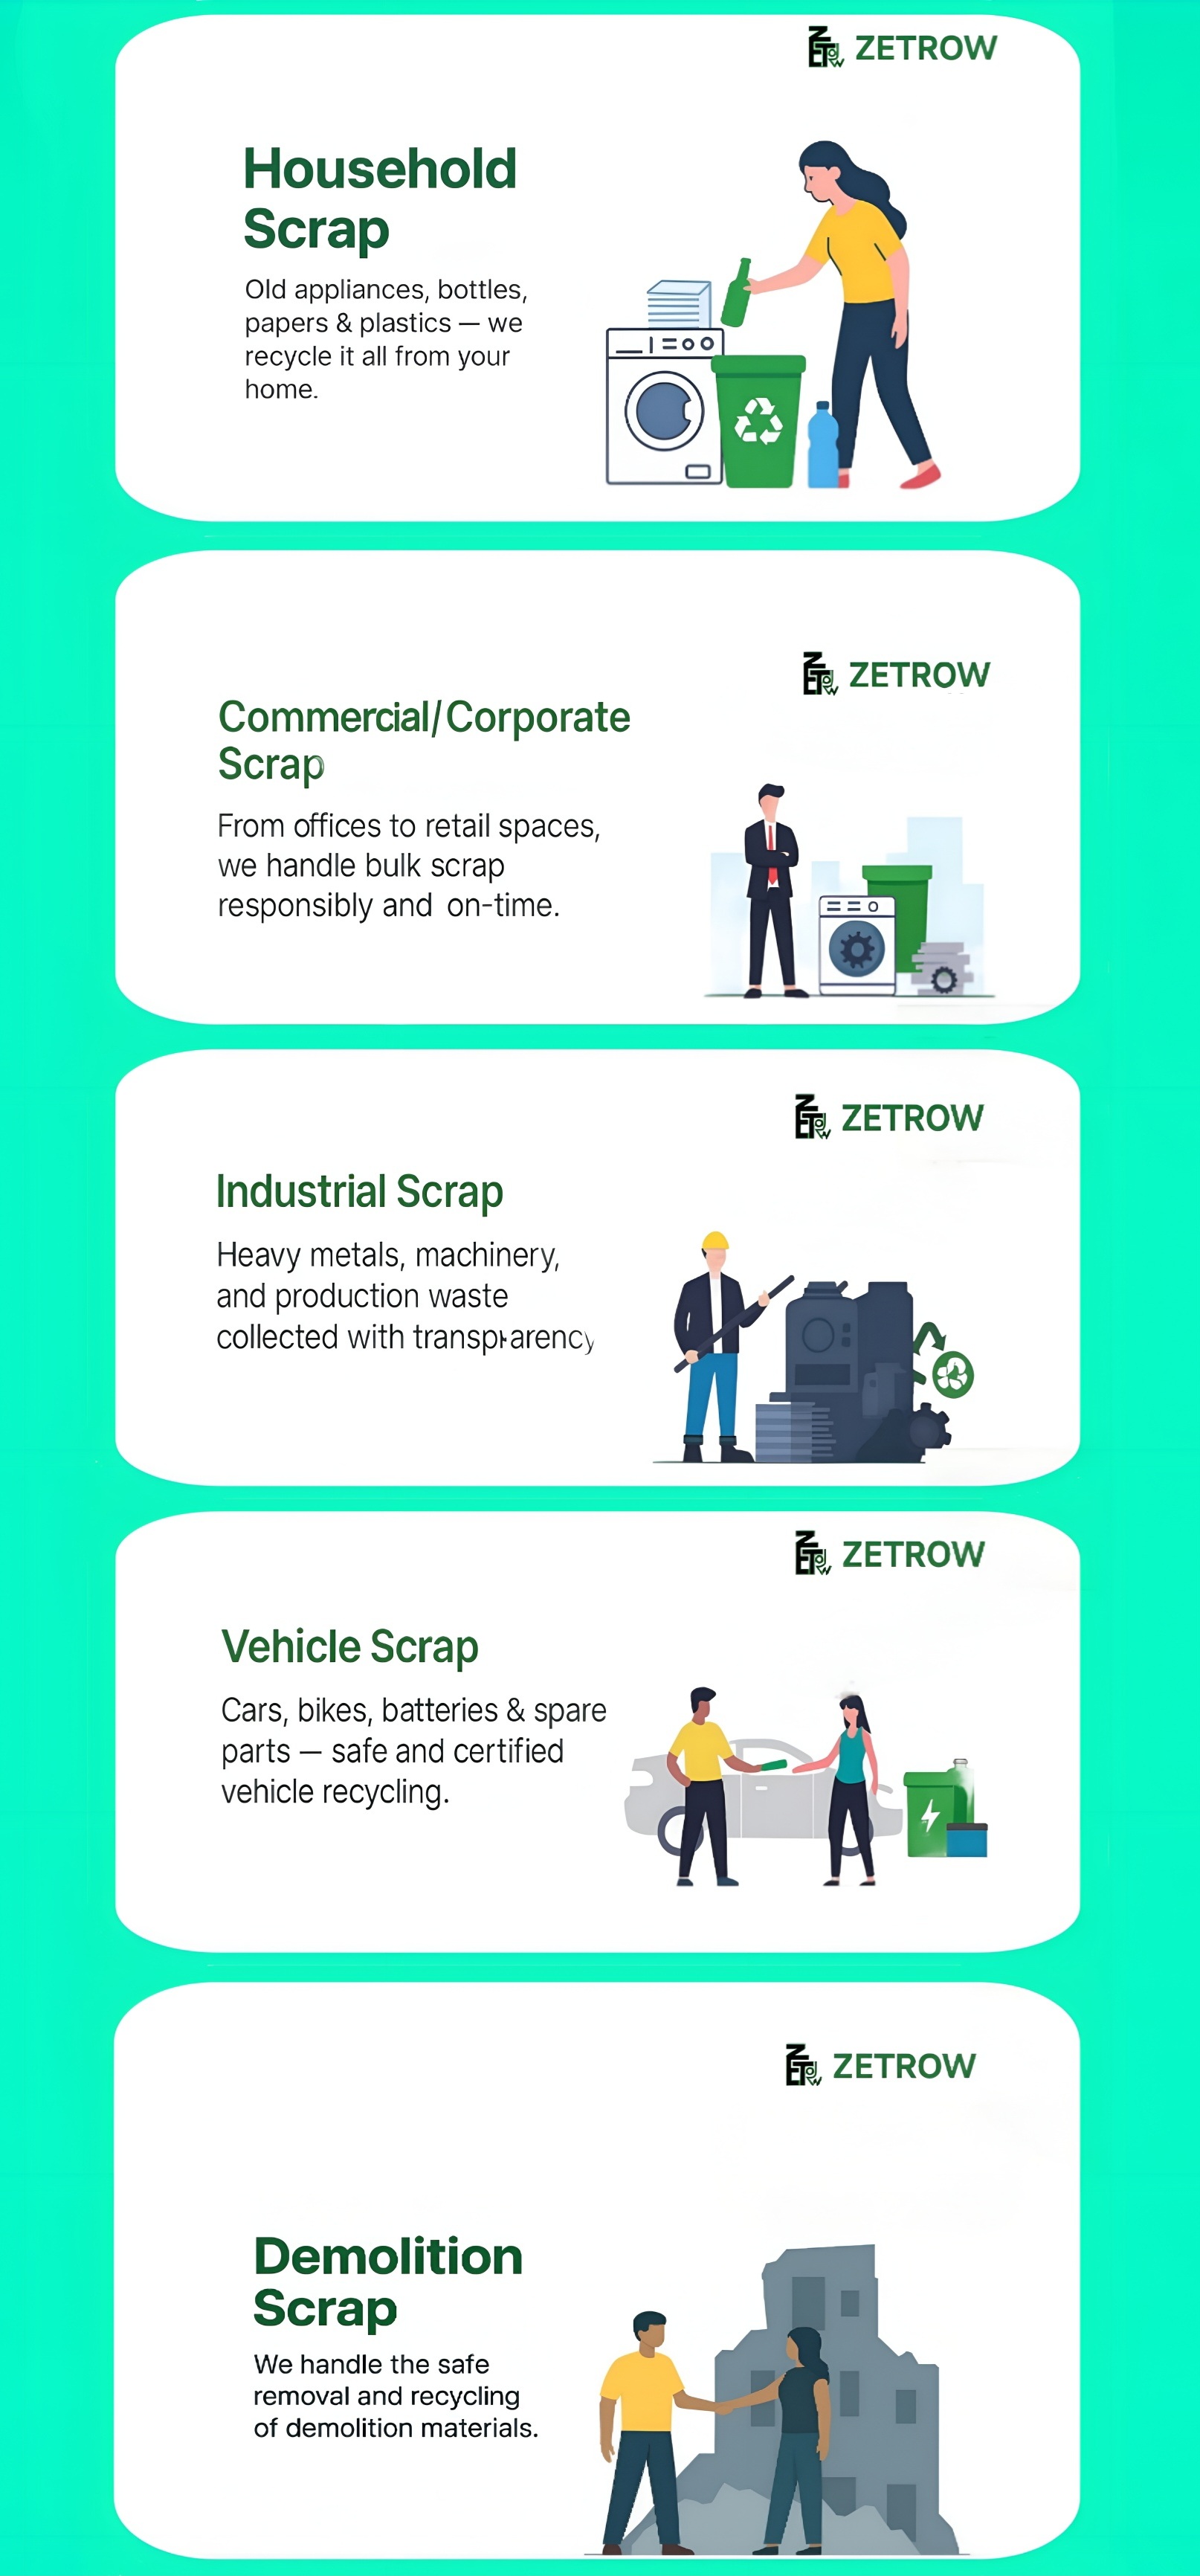 ZETROW
Household
Scrap
Old appliances, bottles,
papers & plastics — we
recycle it all from your
home.
ZETROW
Commercial/Corporate
Scrap
From offices to retail spaces,
we handle bulk scrap
responsibly and on-time.
ZETROW
Industrial Scrap
Heavy metals, machinery,
and production waste
collected with transparency
ZETROW
Vehicle Scrap
Cars, bikes, batteries & spare
parts — safe and certified
vehicle recycling.
ZETROW
Demolition
Scrap
We handle the safe
removal and recycling
of demolition materials.